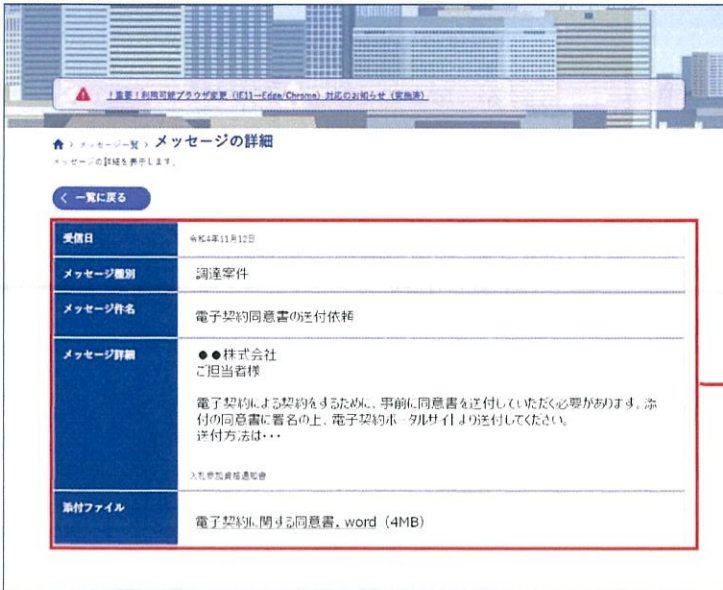 ！重要！利用可能ブラウザ変更（IE11→Edge/Chrome）対応のお知らせ（実施済）
> メッセージ一覧 > メッセージの詳細
メッセージの詳細を表示します。
< 一覧に戻る
受信日 令和4年11月12日
メッセージ種別 調達案件
メッセージ件名 電子契約同意書の送付依頼
メッセージ詳細 ●●株式会社
ご担当者様
電子契約による契約をするために、事前に同意書を送付していただく必要があります。添
付の同意書に署名の上、電子契約ポータルサイトより送付してください。
送付方法は・・・
入札参加資格通知書
添付ファイル 電子契約に関する同意書．word（4MB）